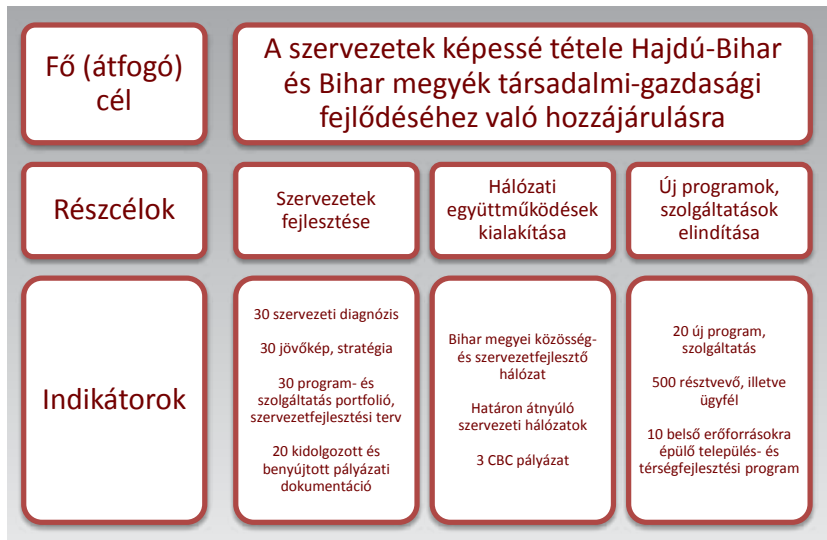 Fő (átfogó)
cél
A szervezetek képessé tétele Hajdú-Bihar
és Bihar megyék társadalmi-gazdasági
fejlődéséhez való hozzájárulásra
Részcélok
Szervezetek
fejlesztése
Hálózati
együttműködések
kialakítása
Új programok,
szolgáltatások
elindítása
Indikátorok
30 szervezeti diagnózis
30 jövőkép, stratégia
30 program- és
szolgáltatás portfolió,
szervezetfejlesztési terv
20 kidolgozott és
benyújtott pályázati
dokumentáció
Bihar megyei közösség-
és szervezetfejlesztő
hálózat
Határon átnyúló
szervezeti hálózatok
3 CBC pályázat
20 új program,
szolgáltatás
500 résztvevő, illetve
ügyfél
10 belső erőforrásokra
épülő település- és
térségfejlesztési program